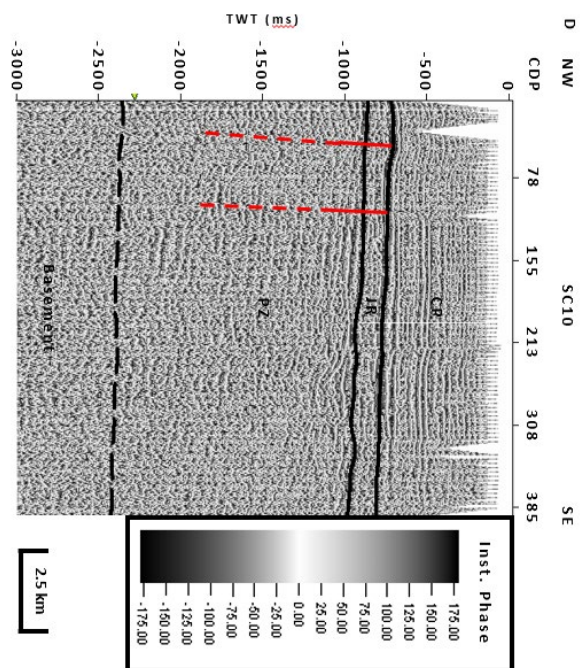 D NW SC10 SE
CDP 78 155 213 308 385
0
-500
-1000
-1500
-2000
-2500
-3000
TWT (ms)
CR
JR
PZ
Basement
Inst. Phase
175.00
150.00
125.00
100.00
75.00
50.00
25.00
0.00
-25.00
-50.00
-75.00
-100.00
-125.00
-150.00
-175.00
2.5 km